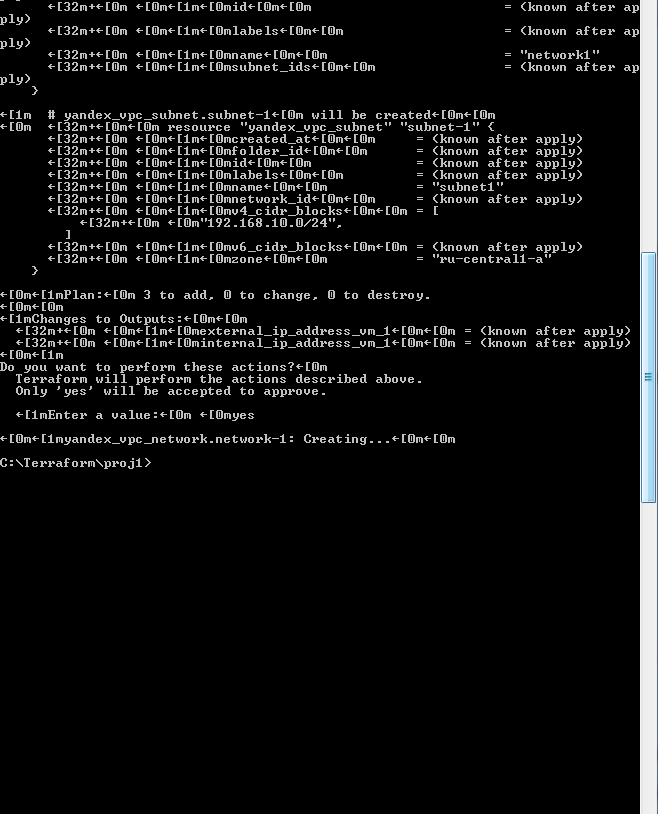 ←[32m+←[0m ←[0m←[1m←[0mid←[0m←[0m                        = (known after ap
ply)
      ←[32m+←[0m ←[0m←[1m←[0mlabels←[0m←[0m                    = (known after ap
ply)
      ←[32m+←[0m ←[0m←[1m←[0mname←[0m←[0m                      = "network1"
      ←[32m+←[0m ←[0m←[1m←[0msubnet_ids←[0m←[0m                = (known after ap
ply)
    }
←[1m  # yandex_vpc_subnet.subnet-1←[0m will be created←[0m←[0m
←[0m  ←[32m+←[0m←[0m resource "yandex_vpc_subnet" "subnet-1" {
      ←[32m+←[0m ←[0m←[1m←[0mcreated_at←[0m←[0m     = (known after apply)
      ←[32m+←[0m ←[0m←[1m←[0mfolder_id←[0m←[0m      = (known after apply)
      ←[32m+←[0m ←[0m←[1m←[0mid←[0m←[0m             = (known after apply)
      ←[32m+←[0m ←[0m←[1m←[0mlabels←[0m←[0m         = (known after apply)
      ←[32m+←[0m ←[0m←[1m←[0mname←[0m←[0m           = "subnet1"
      ←[32m+←[0m ←[0m←[1m←[0mnetwork_id←[0m←[0m     = (known after apply)
      ←[32m+←[0m ←[0m←[1m←[0mv4_cidr_blocks←[0m←[0m = [
          ←[32m+←[0m ←[0m"192.168.10.0/24",
        ]
      ←[32m+←[0m ←[0m←[1m←[0mv6_cidr_blocks←[0m←[0m = (known after apply)
      ←[32m+←[0m ←[0m←[1m←[0mzone←[0m←[0m           = "ru-central1-a"
    }
←[0m←[1mPlan:←[0m 3 to add, 0 to change, 0 to destroy.
←[0m←[0m
←[1mChanges to Outputs:←[0m←[0m
  ←[32m+←[0m ←[0m←[1m←[0mexternal_ip_address_vm_1←[0m←[0m = (known after apply)
  ←[32m+←[0m ←[0m←[1m←[0minternal_ip_address_vm_1←[0m←[0m = (known after apply)
←[0m←[1m
Do you want to perform these actions?←[0m
  Terraform will perform the actions described above.
  Only 'yes' will be accepted to approve.
  ←[1mEnter a value:←[0m ←[0myes
←[0m←[1myandex_vpc_network.network-1: Creating...←[0m←[0m
C:\Terraform\proj1>